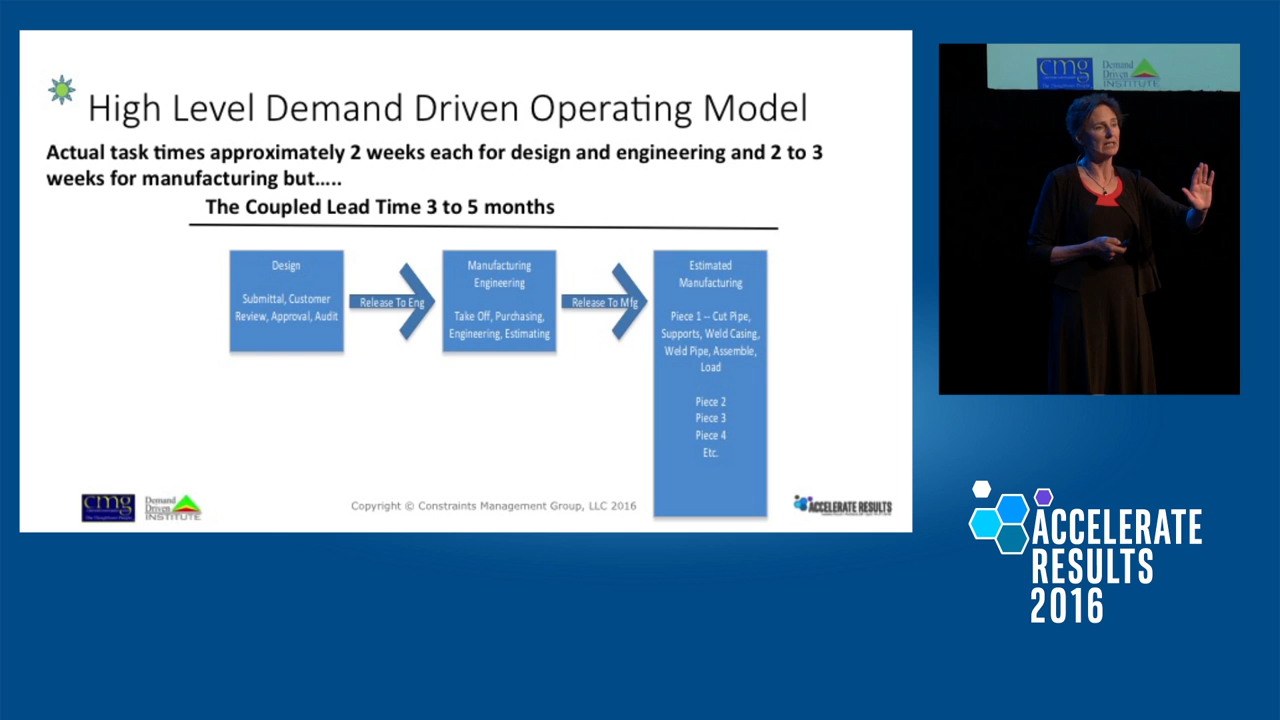 High Level Demand Driven Operating Model
Actual task times approximately 2 weeks each for design and engineering and 2 to 3
weeks for manufacturing but.....
The Coupled Lead Time 3 to 5 months
Design
Submittal, Customer
Review, Approval, Audit
Release To Eng
Manufacturing
Engineering
Take Off, Purchasing,
Engineering, Estimating
Release To Mfg
Estimated
Manufacturing
Piece 1 -- Cut Pipe,
Supports, Weld Casing,
Weld Pipe, Assemble,
Load
Piece 2
Piece 3
Piece 4
Etc.
cmg
Demand
Driven
INSTITUTE
Copyright © Constraints Management Group, LLC 2016
ACCELERATE RESULTS
cmg
Demand
Driven
INSTITUTE
ACCELERATE
RESULTS
2016